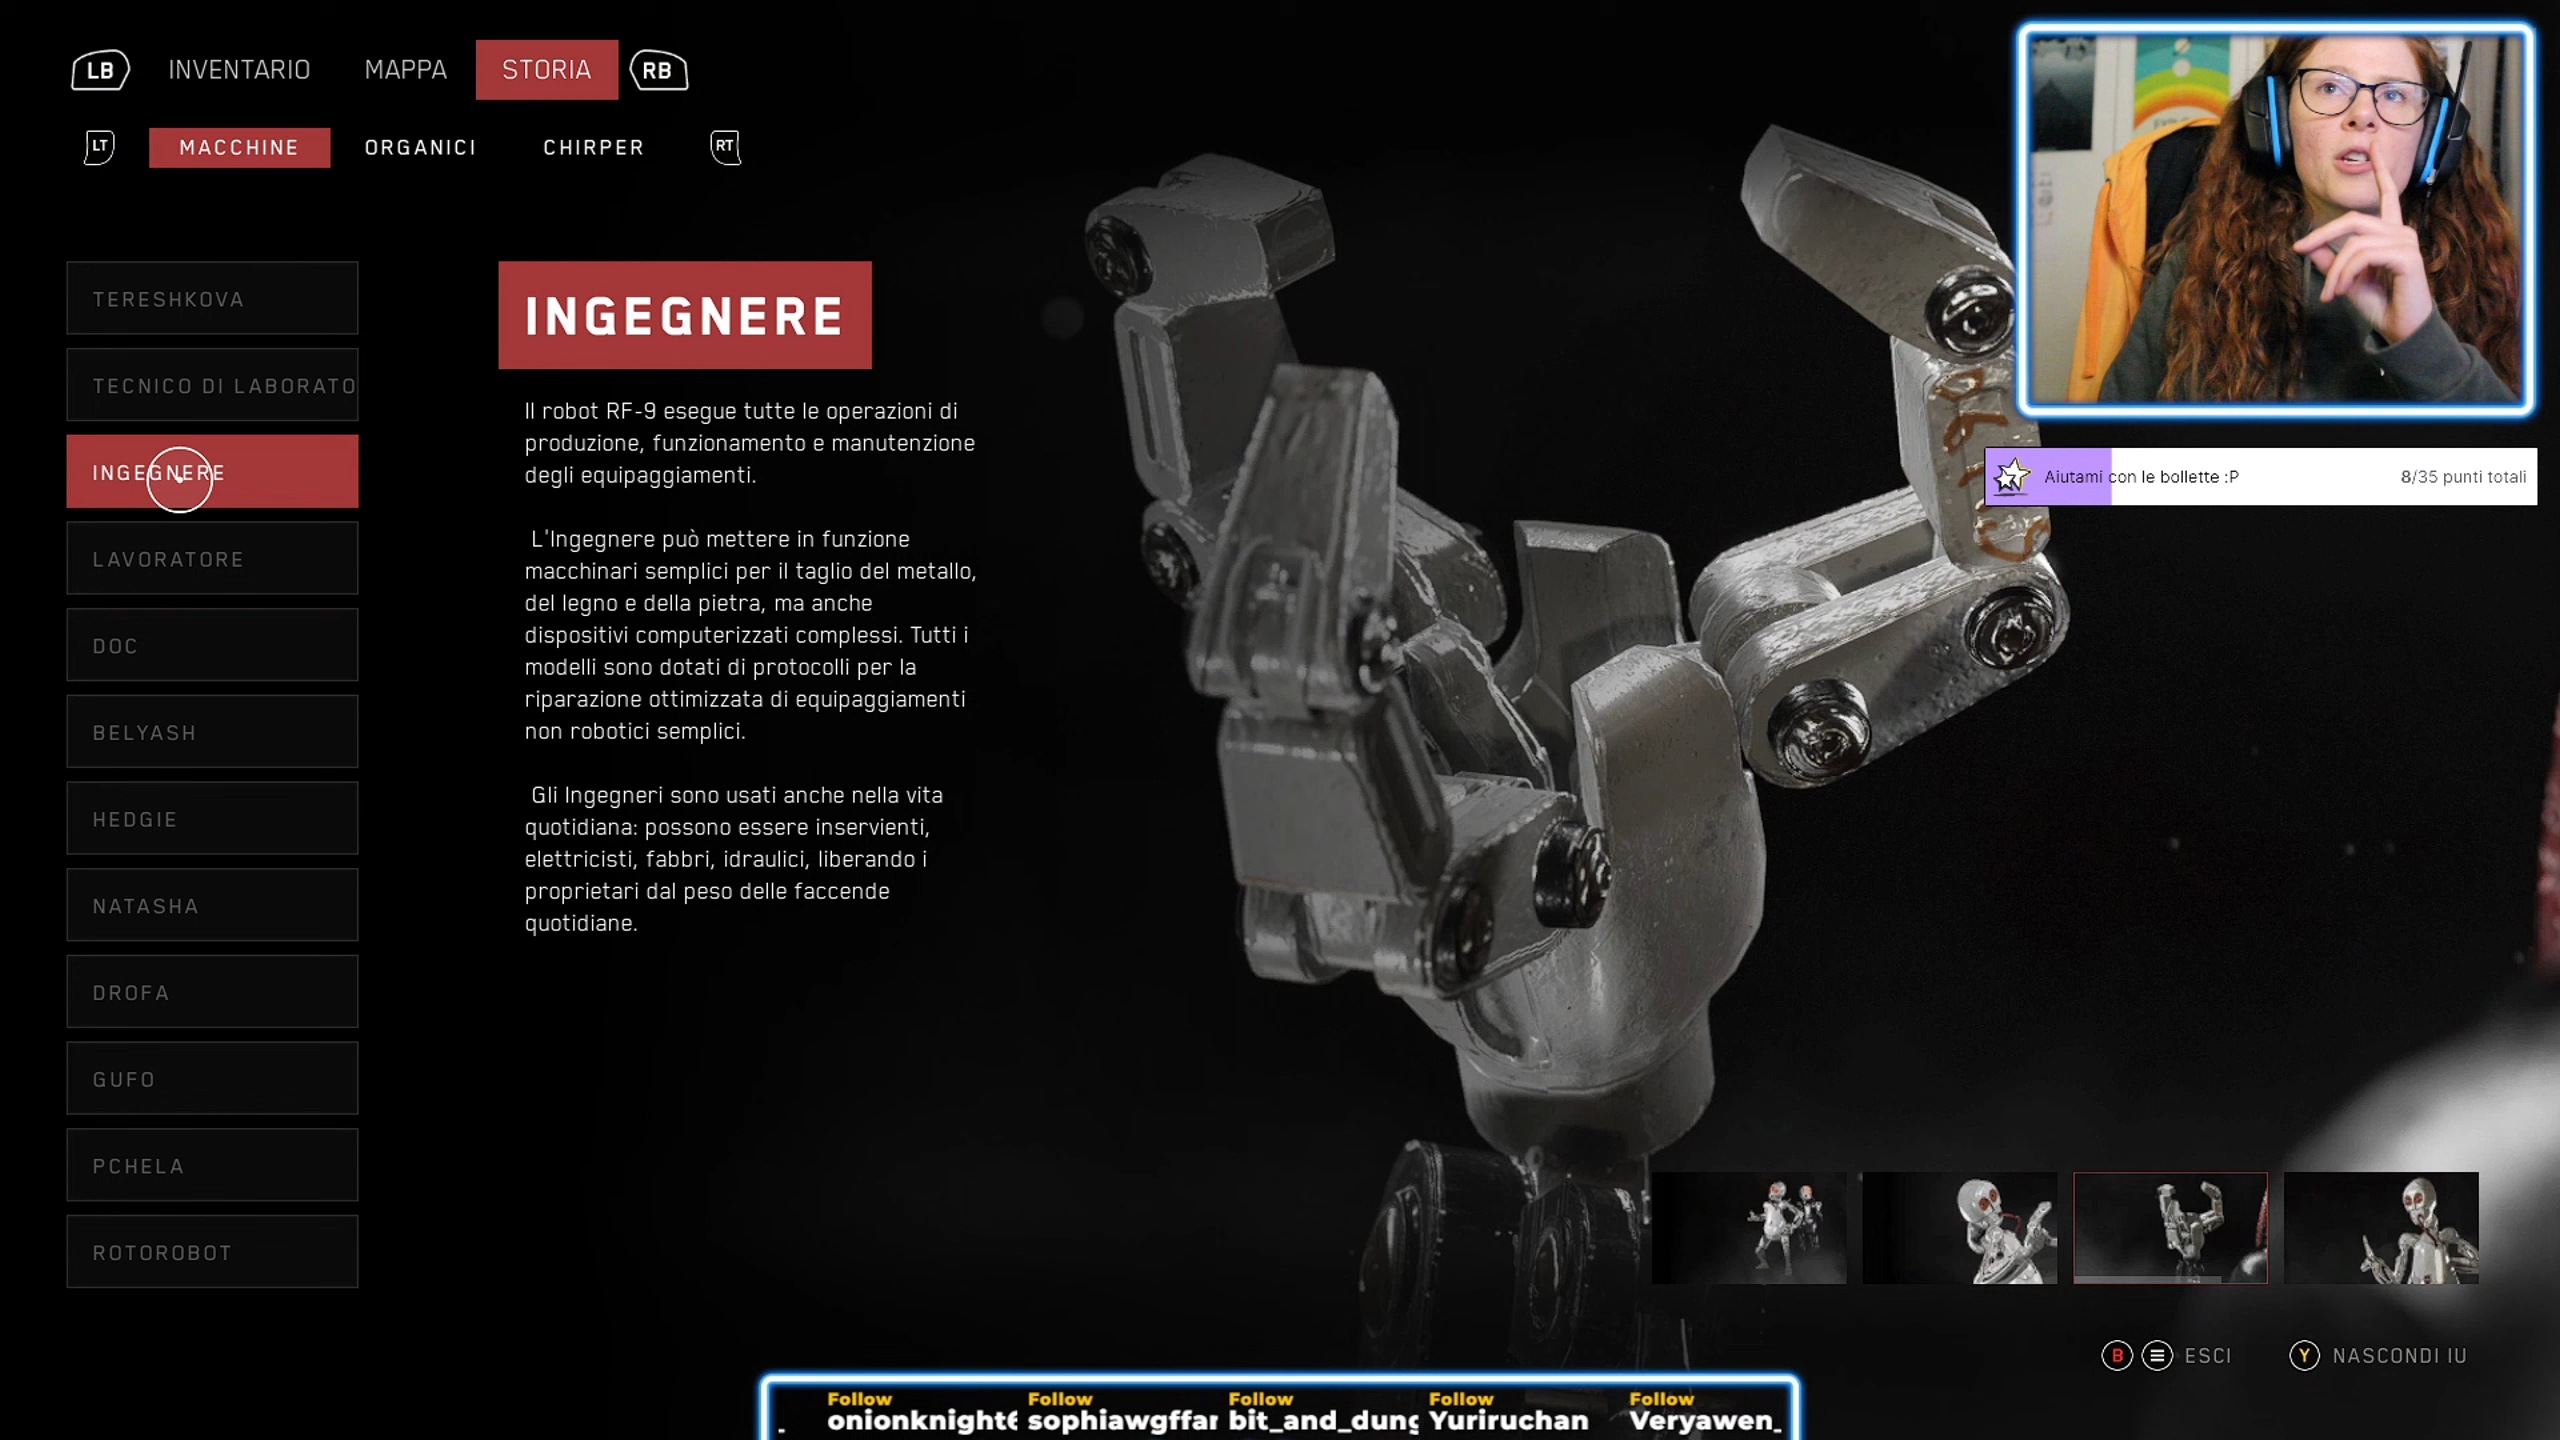 LB INVENTARIO MAPPA STORIA RB
LT MACCHINE ORGANICI CHIRPER RT
TERESHKOVA
TECNICO DI LABORATO
INGEGNERE
LAVORATORE
DOC
BELYASH
HEDGIE
NATASHA
DROFA
GUFO
PCHELA
ROTOROBOT
INGEGNERE
Il robot RF-9 esegue tutte le operazioni di
produzione, funzionamento e manutenzione
degli equipaggiamenti.
L'Ingegnere può mettere in funzione
macchinari semplici per il taglio del metallo,
del legno e della pietra, ma anche
dispositivi computerizzati complessi. Tutti i
modelli sono dotati di protocolli per la
riparazione ottimizzata di equipaggiamenti
non robotici semplici.
Gli Ingegneri sono usati anche nella vita
quotidiana: possono essere inservienti,
elettricisti, fabbri, idraulici, liberando i
proprietari dal peso delle faccende
quotidiane.
Aiutami con le bollette :P 8/35 punti totali
B ESCI Y NASCONDI IU
Follow Follow Follow Follow Follow
onionknight sophiawgffar bit_and_dung Yuriruchan Veryawen_